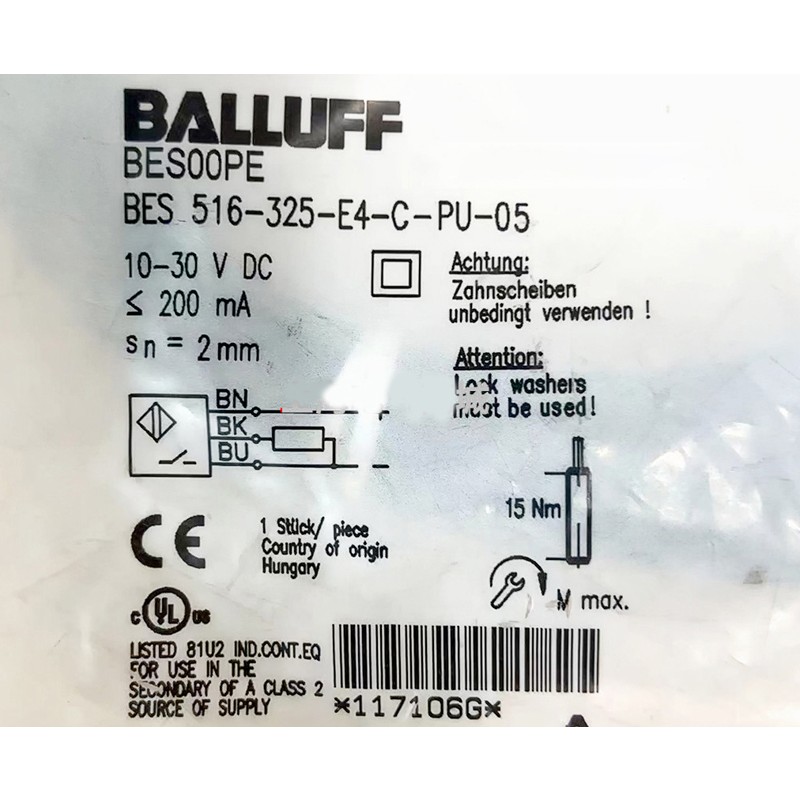 BALLUFF
BES00PE
BES 516-325-E4-C-PU-05
10-30 V DC
≤ 200 mA
sn = 2mm
Achtung:
Zahnscheiben
unbedingt verwenden !
Attention:
Lock washers
must be used!
BN
BK
BU
15 Nm
M max.
CE
1 Stück/ piece
Country of origin
Hungary
c UL us
LISTED 81U2 IND.CONT.EQ
FOR USE IN THE
SECONDARY OF A CLASS 2
SOURCE OF SUPPLY
*117106G*